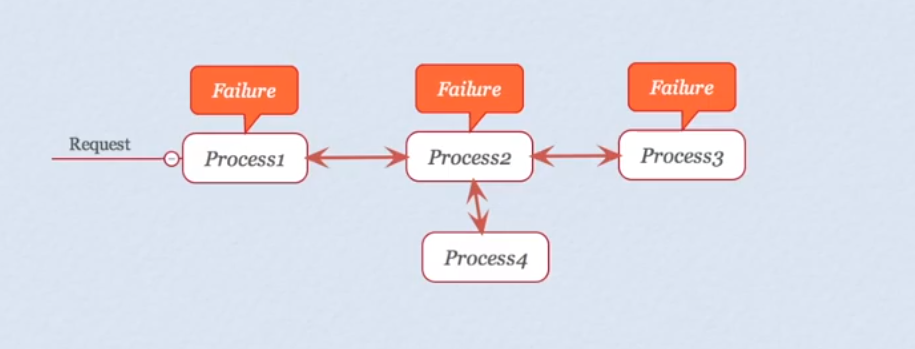 Failure
Failure
Failure
Request
Process1
Process2
Process3
Process4